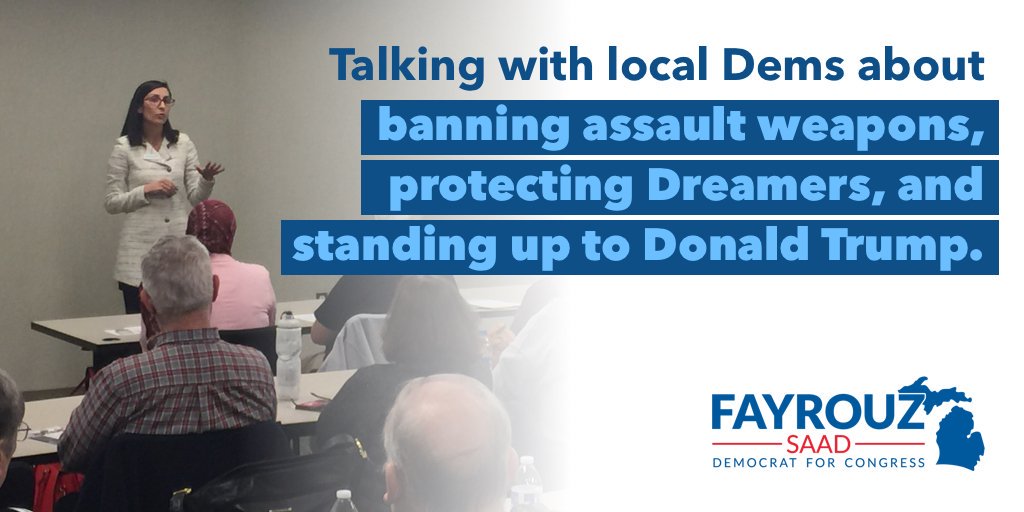 Talking with local Dems about
banning assault weapons,
protecting Dreamers, and
standing up to Donald Trump.
FAYROUZ
SAAD
DEMOCRAT FOR CONGRESS